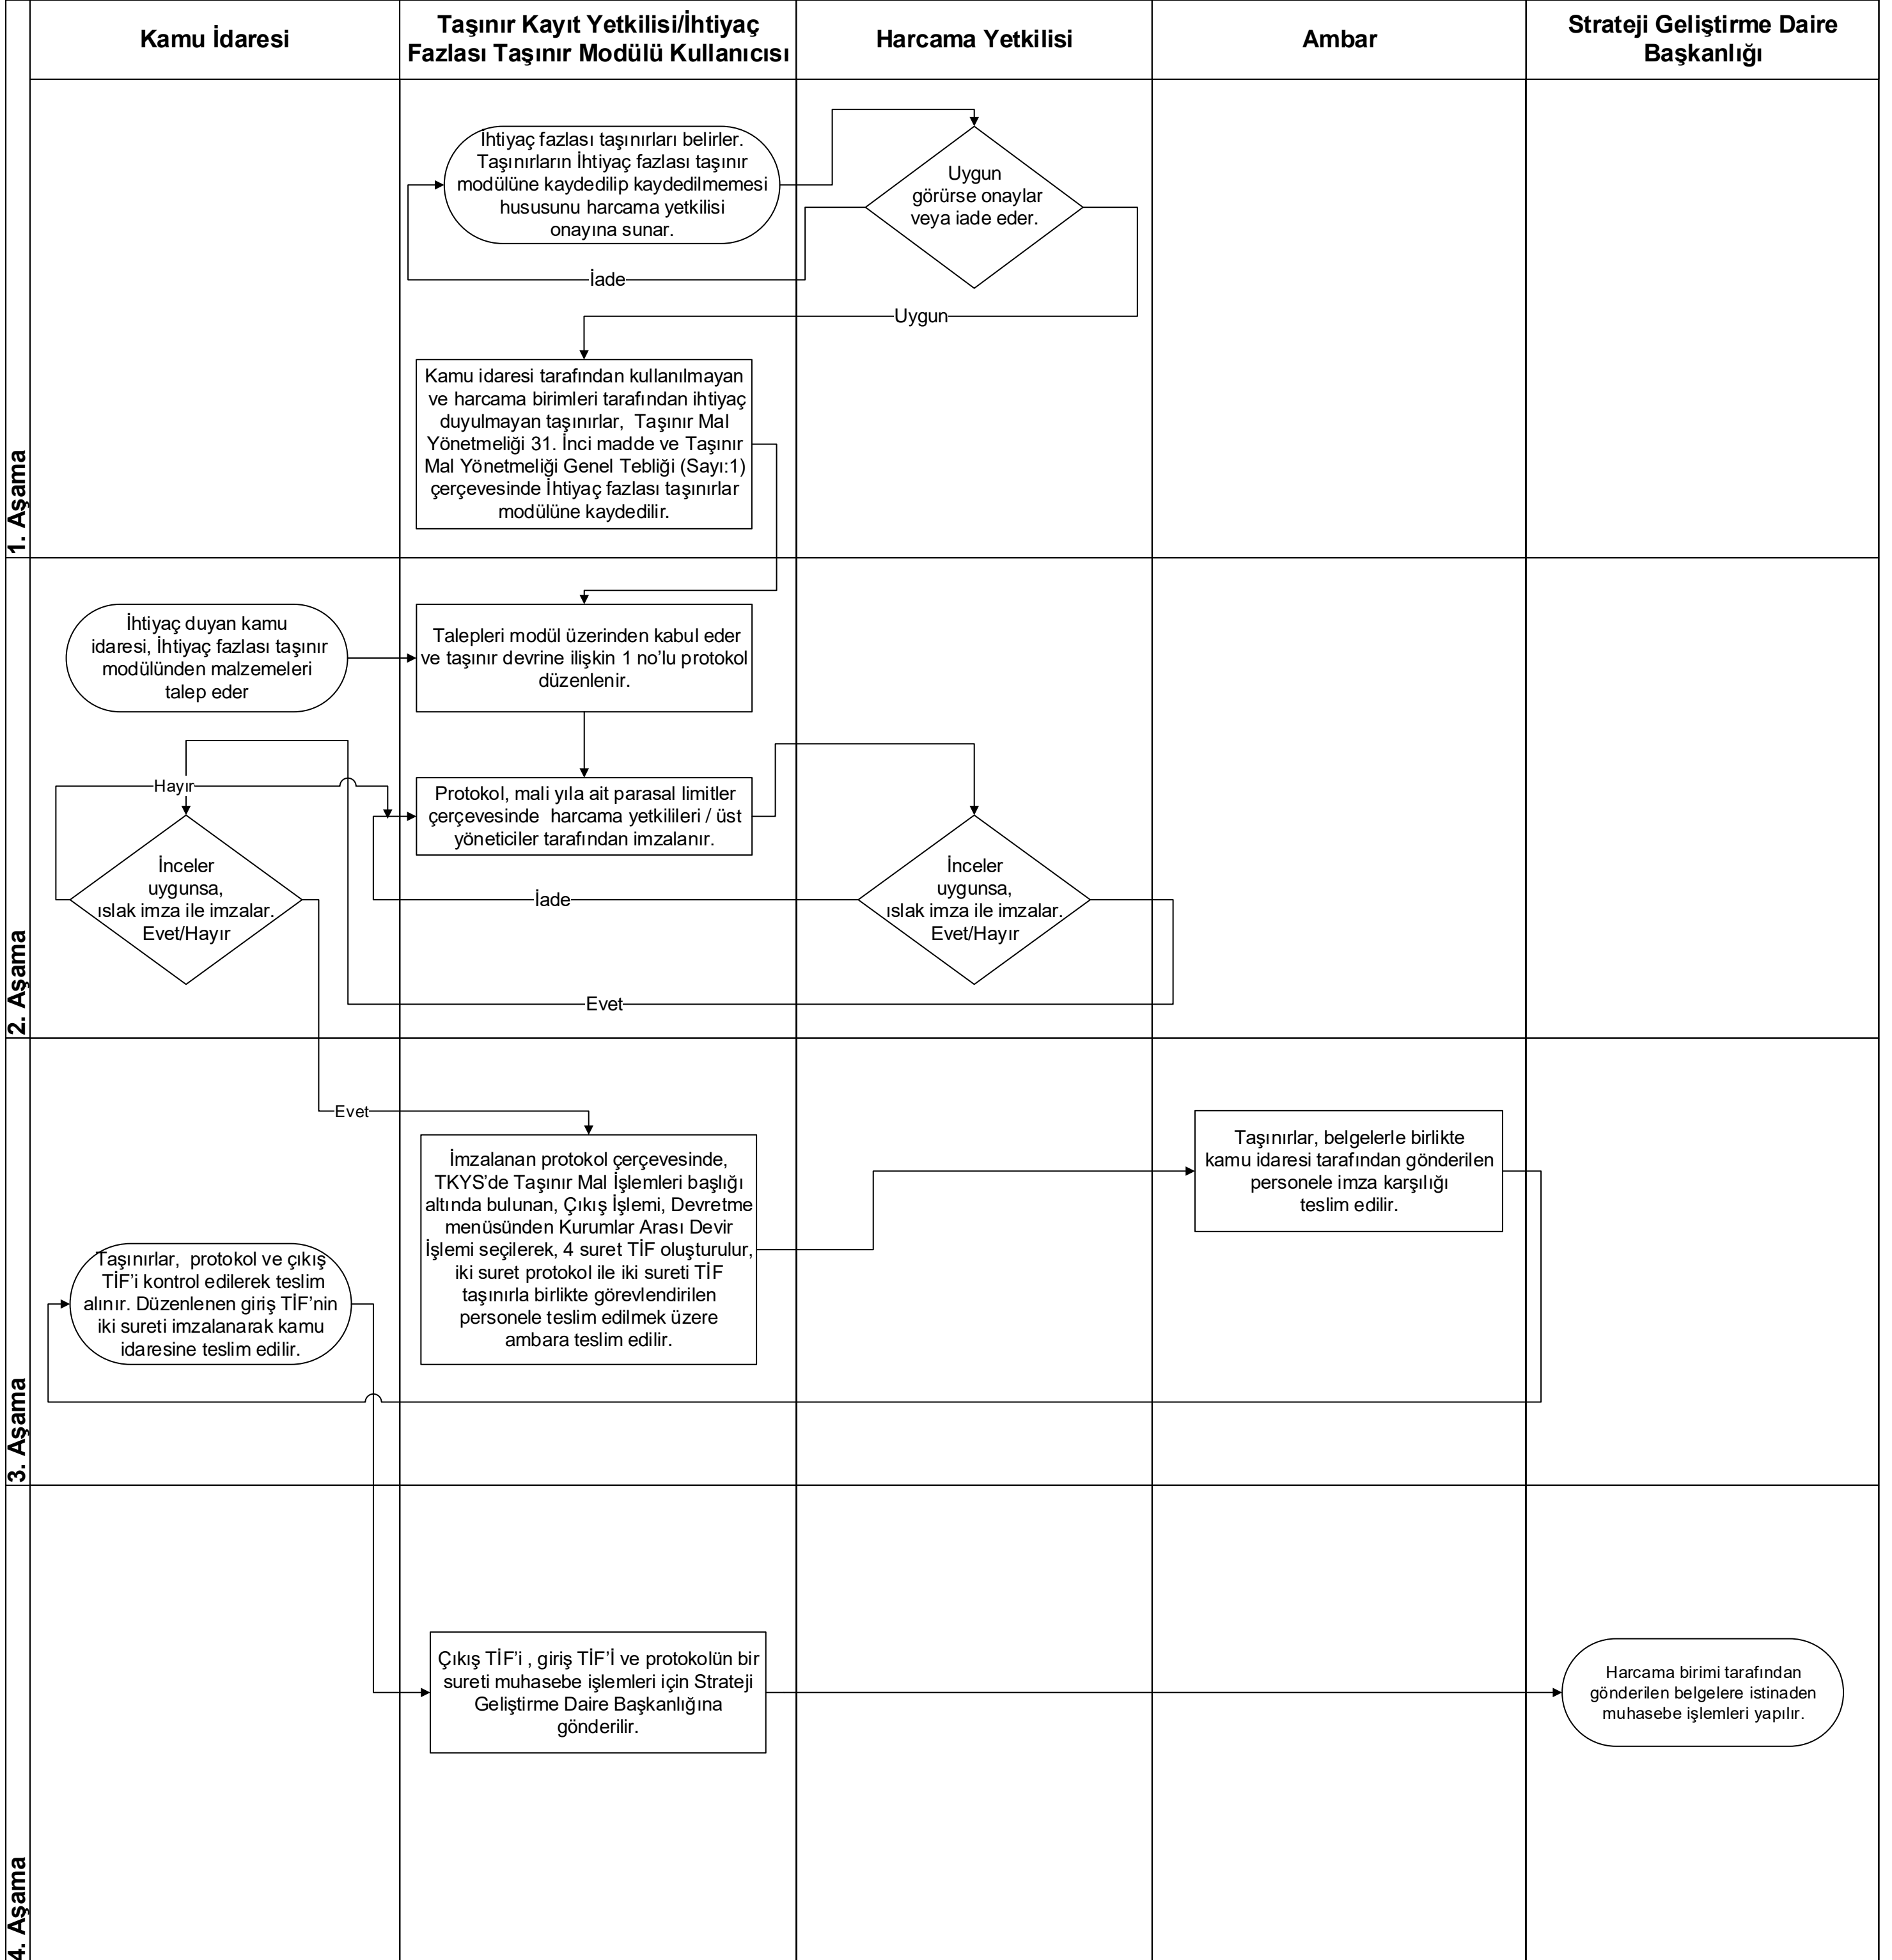 Kamu İdaresi
Taşınır Kayıt Yetkilisi/İhtiyaç
Fazlası Taşınır Modülü Kullanıcısı
Harcama Yetkilisi
Ambar
Strateji Geliştirme Daire
Başkanlığı
1. Aşama
İhtiyaç fazlası taşınırları belirler.
Taşınırların İhtiyaç fazlası taşınır
modülüne kaydedilip kaydedilmemesi
hususunu harcama yetkilisi
onayına sunar.
Uygun
görürse onaylar
veya iade eder.
İade
Uygun
Kamu idaresi tarafından kullanılmayan
ve harcama birimleri tarafından ihtiyaç
duyulmayan taşınırlar, Taşınır Mal
Yönetmeliği 31. İnci madde ve Taşınır
Mal Yönetmeliği Genel Tebliği (Sayı:1)
çerçevesinde İhtiyaç fazlası taşınırlar
modülüne kaydedilir.
2. Aşama
İhtiyaç duyan kamu
idaresi, İhtiyaç fazlası taşınır
modülünden malzemeleri
talep eder
Talepleri modül üzerinden kabul eder
ve taşınır devrine ilişkin 1 no’lu protokol
düzenlenir.
Hayır
Protokol, mali yıla ait parasal limitler
çerçevesinde harcama yetkilileri / üst
yöneticiler tarafından imzalanır.
İnceler
uygunsa,
ıslak imza ile imzalar.
Evet/Hayır
İade
İnceler
uygunsa,
ıslak imza ile imzalar.
Evet/Hayır
Evet
3. Aşama
Evet
İmzalanan protokol çerçevesinde,
TKYS’de Taşınır Mal İşlemleri başlığı
altında bulunan, Çıkış İşlemi, Devretme
menüsünden Kurumlar Arası Devir
İşlemi seçilerek, 4 suret TİF oluşturulur,
iki suret protokol ile iki sureti TİF
taşınırla birlikte görevlendirilen
personele teslim edilmek üzere
ambara teslim edilir.
Taşınırlar, belgelerle birlikte
kamu idaresi tarafından gönderilen
personele imza karşılığı
teslim edilir.
Taşınırlar, protokol ve çıkış
TİF’i kontrol edilerek teslim
alınır. Düzenlenen giriş TİF’nin
iki sureti imzalanarak kamu
idaresine teslim edilir.
4. Aşama
Çıkış TİF’i , giriş TİF’İ ve protokolün bir
sureti muhasebe işlemleri için Strateji
Geliştirme Daire Başkanlığına
gönderilir.
Harcama birimi tarafından
gönderilen belgelere istinaden
muhasebe işlemleri yapılır.